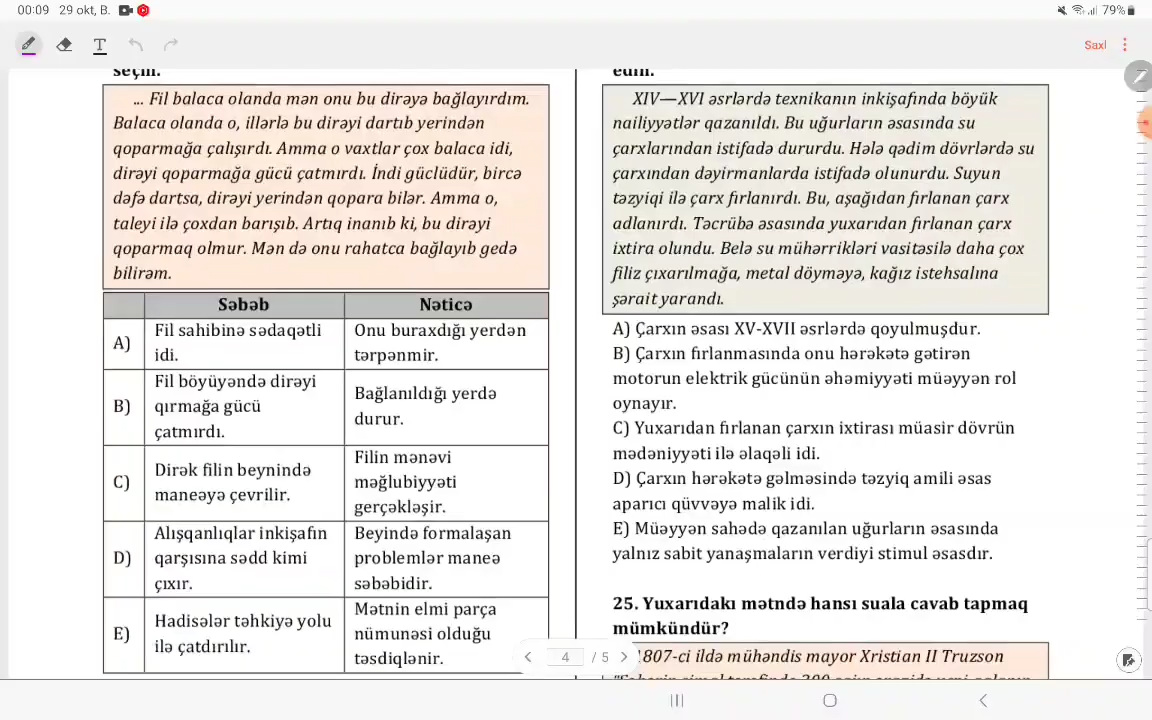 00:09 29 okt, B.
79%
T
Saxl
seçin.
... Fil balaca olanda mən onu bu dirəyə bağlayırdım.
Balaca olanda o, illərlə bu dirəyi dartıb yerindən
qoparmağa çalışırdı. Amma o vaxtlar çox balaca idi,
dirəyi qoparmağa gücü çatmırdı. İndi güclüdür, bircə
dəfə dartsa, dirəyi yerindən qopara bilər. Amma o,
taleyi ilə çoxdan barışıb. Artıq inanıb ki, bu dirəyi
qoparmaq olmur. Mən də onu rahatca bağlayıb gedə
bilirəm.
Səbəb Nəticə
A) Fil sahibinə sədaqətli idi. Onu buraxdığı yerdən tərpənmir.
B) Fil böyüyəndə dirəyi qırmağa gücü çatmırdı. Bağlanıldığı yerdə durur.
C) Dirək filin beynində maneəyə çevrilir. Filin mənəvi məğlubiyyəti gerçəkləşir.
D) Alışqanlıqlar inkişafın qarşısına sədd kimi çıxır. Beyində formalaşan problemlər maneə səbəbidir.
E) Hadisələr təhkiyə yolu ilə çatdırılır. Mətnin elmi parça nümunəsi olduğu təsdiqlənir.
edin.
XIV—XVI əsrlərdə texnikanın inkişafında böyük
nailiyyətlər qazanıldı. Bu uğurların əsasında su
çarxlarından istifadə dururdu. Hələ qədim dövrlərdə su
çarxından dəyirmanlarda istifadə olunurdu. Suyun
təzyiqi ilə çarx fırlanırdı. Bu, aşağıdan fırlanan çarx
adlanırdı. Təcrübə əsasında yuxarıdan fırlanan çarx
ixtira olundu. Belə su mühərrikləri vasitəsilə daha çox
filiz çıxarılmağa, metal döyməyə, kağız istehsalına
şərait yarandı.
A) Çarxın əsası XV-XVII əsrlərdə qoyulmuşdur.
B) Çarxın fırlanmasında onu hərəkətə gətirən
motorun elektrik gücünün əhəmiyyəti müəyyən rol
oynayır.
C) Yuxarıdan fırlanan çarxın ixtirası müasir dövrün
mədəniyyəti ilə əlaqəli idi.
D) Çarxın hərəkətə gəlməsində təzyiq amili əsas
aparıcı qüvvəyə malik idi.
E) Müəyyən sahədə qazanılan uğurların əsasında
yalnız sabit yanaşmaların verdiyi stimul əsasdır.
25. Yuxarıdakı mətndə hansı suala cavab tapmaq
mümkündür?
807-ci ildə mühəndis mayor Xristian II Truzson
4 / 5